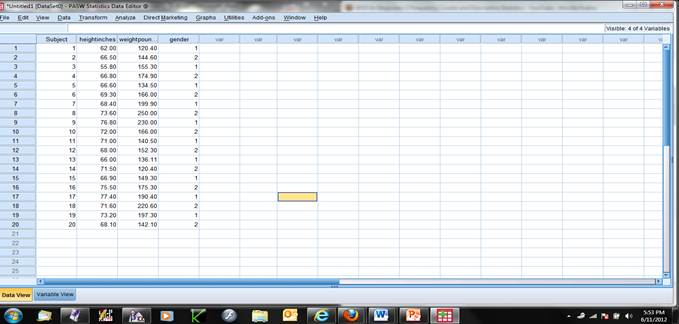 *Untitled1 [DataSet0] - PASW Statistics Data Editor
File Edit View Data Transform Analyze Direct Marketing Graphs Utilities Add-ons Window Help
Visible: 4 of 4 Variables
Subject heightinches weightpoun... gender var var var var var var var var var var var
1 1 62.00 120.40 1
2 2 66.50 144.60 2
3 3 55.80 155.30 1
4 4 66.80 174.90 2
5 5 66.60 134.50 1
6 6 69.30 166.00 2
7 7 68.40 199.90 1
8 8 73.60 250.00 2
9 9 76.80 230.00 1
10 10 72.00 166.00 2
11 11 71.00 140.50 1
12 12 68.00 152.30 2
13 13 66.00 136.11 1
14 14 71.50 120.40 2
15 15 66.90 149.30 1
16 16 75.50 175.30 2
17 17 77.40 190.40 1
18 18 71.60 220.60 2
19 19 73.20 197.30 1
20 20 68.10 142.10 2
21
22
23
24
Data View Variable View
5:53 PM
6/11/2012